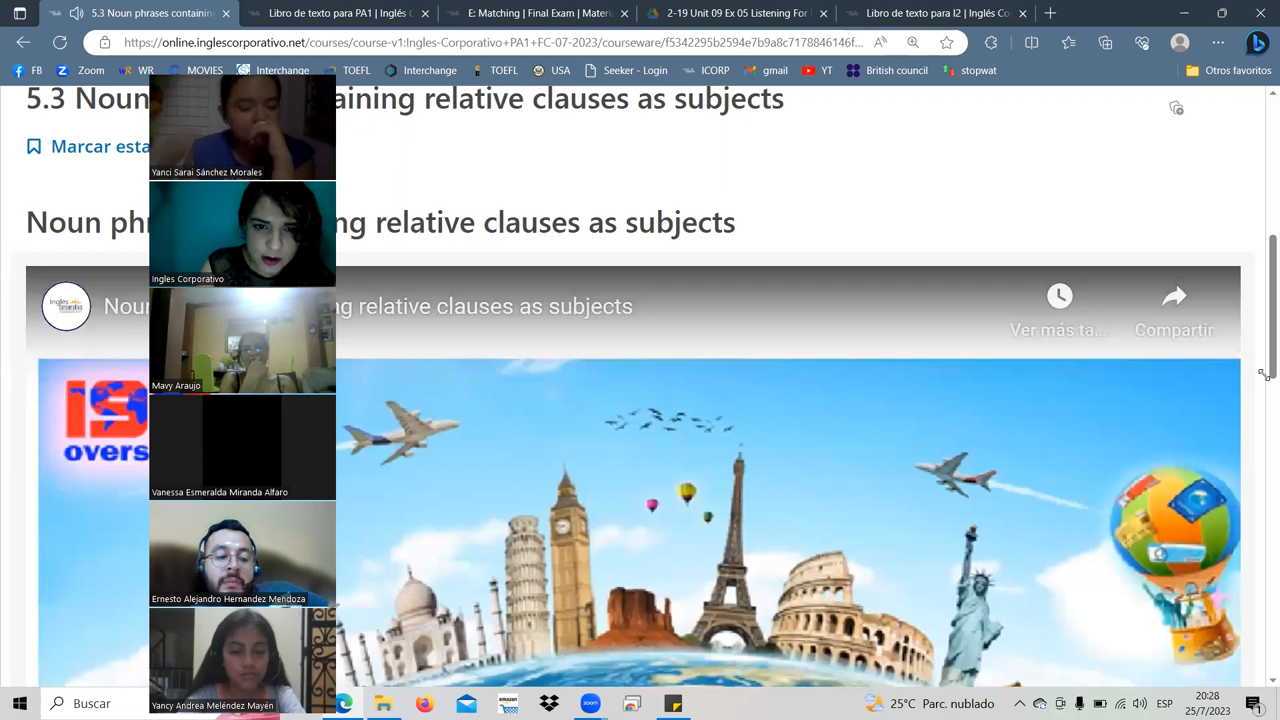 Libro de texto para PA1 | Inglés
E: Matching | Final Exam | Materi
2-19 Unit 09 Ex 05 Listening For
Libro de texto para I2 | Inglés Co
https://online.inglescorporativo.net/courses/course-v1:Ingles-Corporativo+PA1+FC-07-2023/courseware/f5342295b2594e7b9a8c7178846146f...
FB
Zoom
WR
MOVIES
Interchange
TOEFL
Interchange
TOEFL
USA
Seeker - Login
ICORP
gmail
YT
British council
stopwat
Otros favoritos
5.3 Noun
aining relative clauses as subjects
Marcar esta
Noun phr
ng relative clauses as subjects
Noun
ng relative clauses as subjects
Ver más ta...
Compartir
overs
Yanci Sarai Sánchez Morales
Ingles Corporativo
Mavy Araujo
Vanessa Esmeralda Miranda Alfaro
Ernesto Alejandro Hernandez Mendoza
Yancy Andrea Meléndez Mayén
Buscar
amazon
zoom
25°C Parc. nublado
ESP
20:27
25/7/2023
1